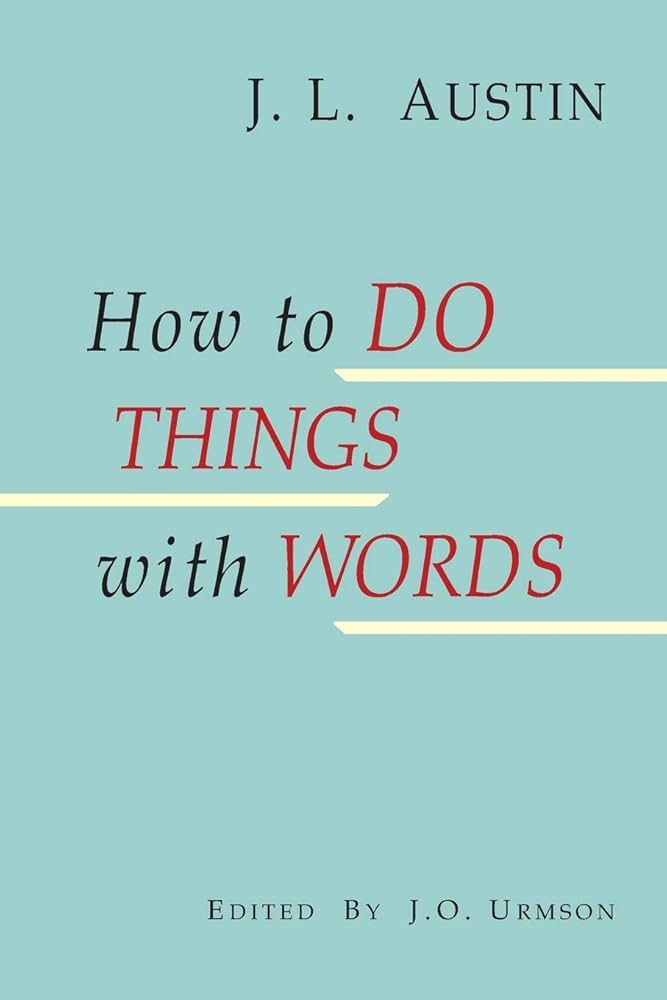 J. L. AUSTIN
How to DO
THINGS
with WORDS
EDITED BY J.O. URMSON